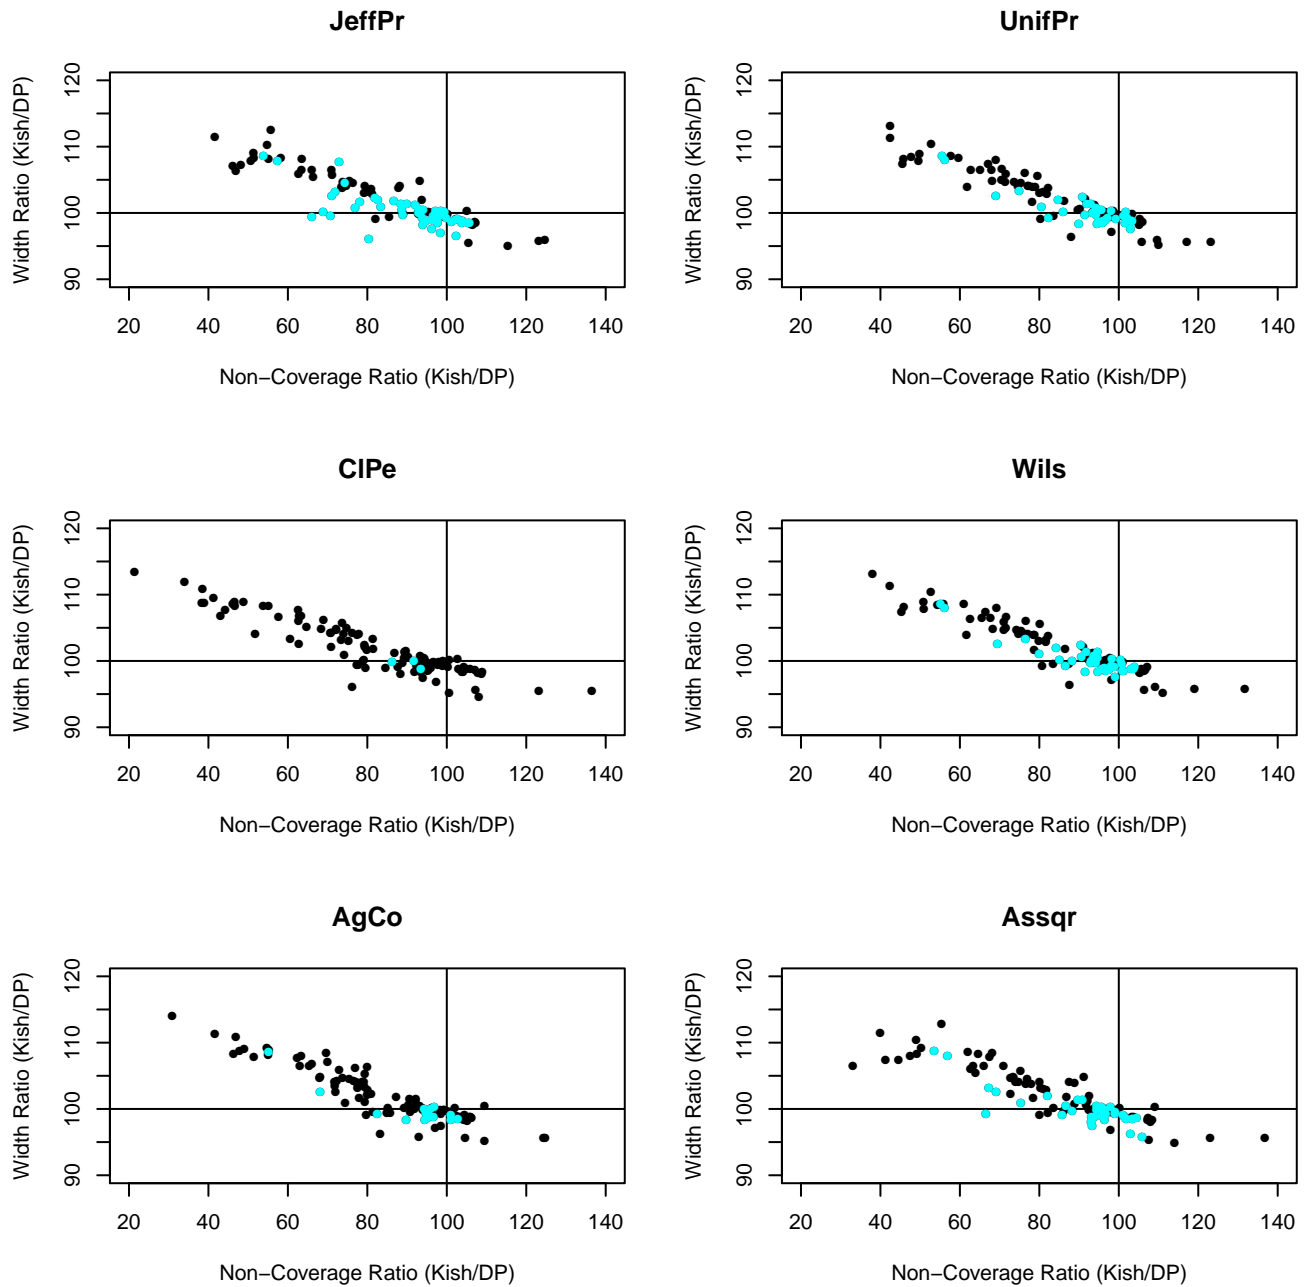 JeffPr
Width Ratio (Kish/DP)
120
110
100
90
20 40 60 80 100 120 140
Non−Coverage Ratio (Kish/DP)
UnifPr
Width Ratio (Kish/DP)
120
110
100
90
20 40 60 80 100 120 140
Non−Coverage Ratio (Kish/DP)
ClPe
Width Ratio (Kish/DP)
120
110
100
90
20 40 60 80 100 120 140
Non−Coverage Ratio (Kish/DP)
Wils
Width Ratio (Kish/DP)
120
110
100
90
20 40 60 80 100 120 140
Non−Coverage Ratio (Kish/DP)
AgCo
Width Ratio (Kish/DP)
120
110
100
90
20 40 60 80 100 120 140
Non−Coverage Ratio (Kish/DP)
Assqr
Width Ratio (Kish/DP)
120
110
100
90
20 40 60 80 100 120 140
Non−Coverage Ratio (Kish/DP)